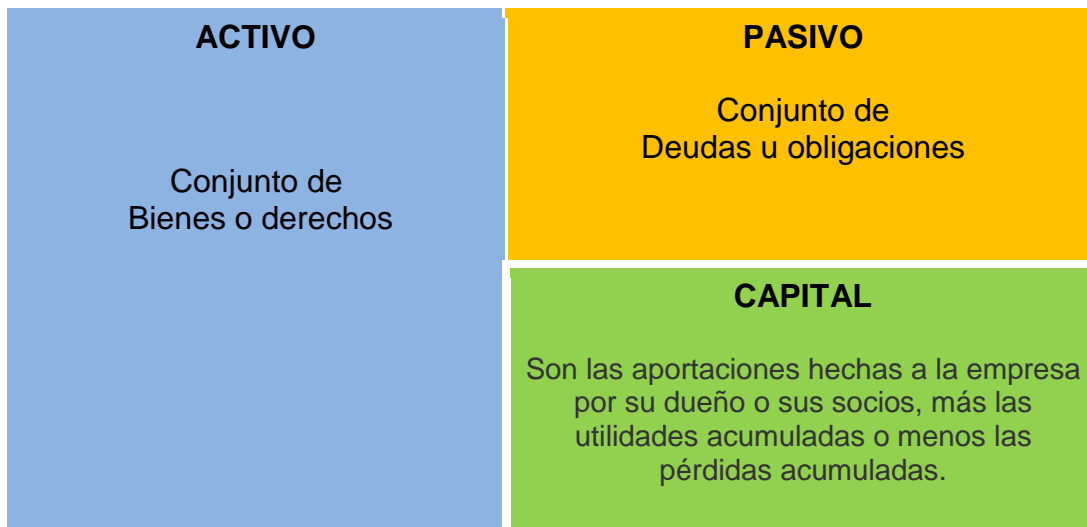 ACTIVO
Conjunto de
Bienes o derechos
PASIVO
Conjunto de
Deudas u obligaciones
CAPITAL
Son las aportaciones hechas a la empresa
por su dueño o sus socios, más las
utilidades acumuladas o menos las
pérdidas acumuladas.